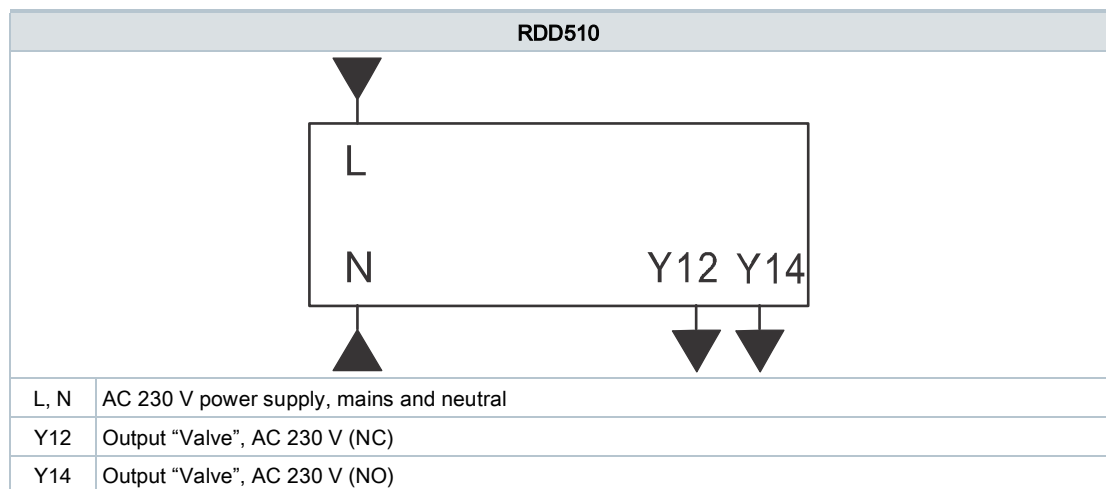 RDD510
L
N Y12 Y14
L, N AC 230 V power supply, mains and neutral
Y12 Output “Valve”, AC 230 V (NC)
Y14 Output “Valve”, AC 230 V (NO)